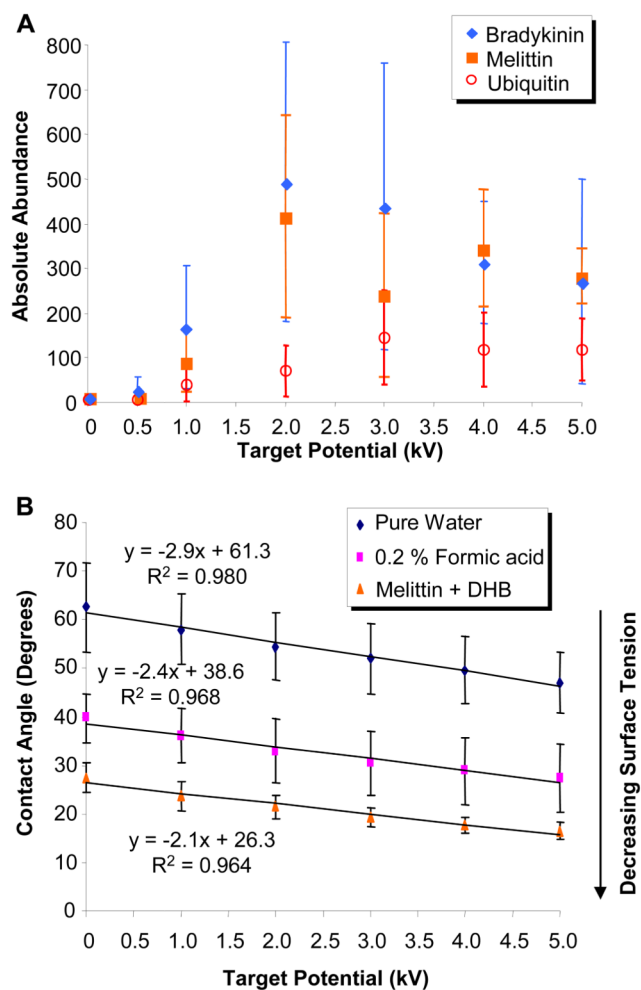 A
Bradykinin
Melittin
Ubiquitin
Absolute Abundance
800
700
600
500
400
300
200
100
0
0 0.5 1.0 1.5 2.0 2.5 3.0 3.5 4.0 4.5 5.0
Target Potential (kV)
B
Pure Water
0.2 % Formic acid
Melittin + DHB
Contact Angle (Degrees)
80
70
60
50
40
30
20
10
0
y = -2.9x + 61.3
R² = 0.980
y = -2.4x + 38.6
R² = 0.968
y = -2.1x + 26.3
R² = 0.964
Decreasing Surface Tension
0 1.0 2.0 1.5 2.0 2.5 3.0 3.5 4.0 4.5 5.0
Target Potential (kV)